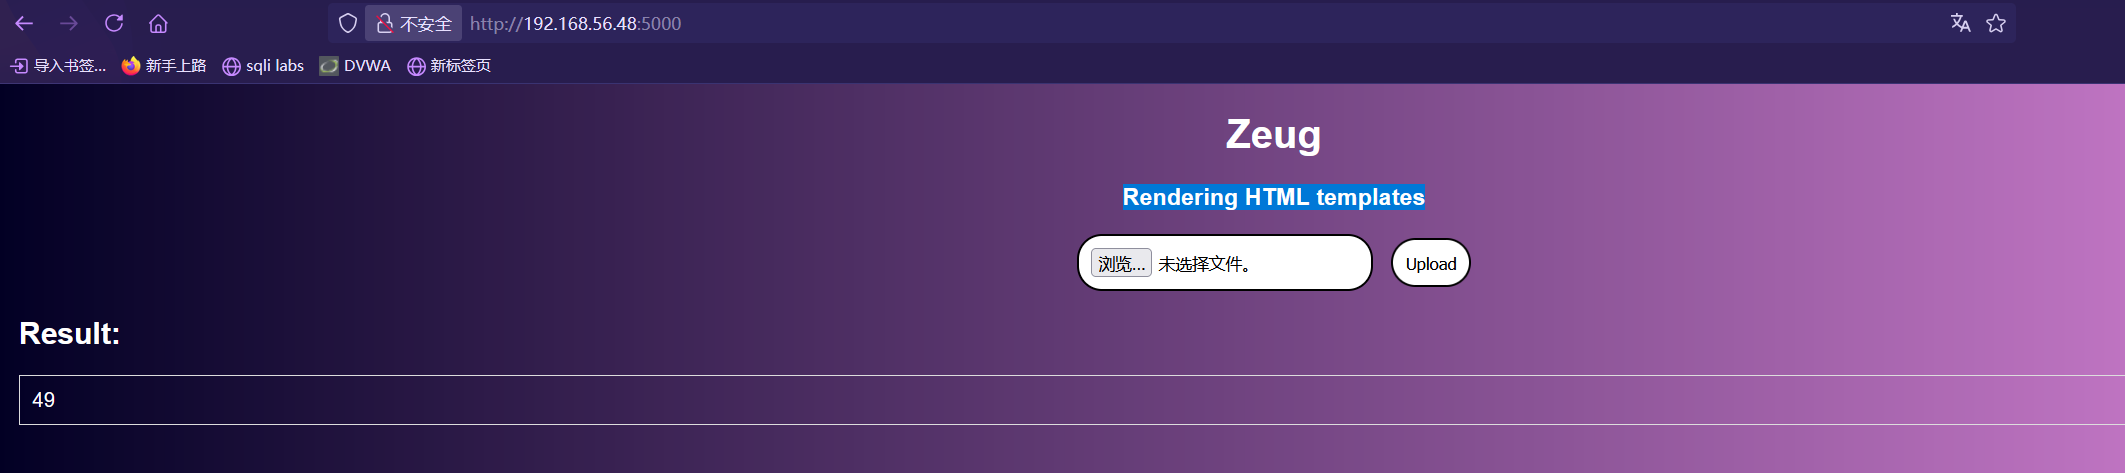 不安全 http://192.168.56.48:5000
导入书签... 新手上路 sqli labs DVWA 新标签页
Zeug
Rendering HTML templates
浏览... 未选择文件。 Upload
Result:
49